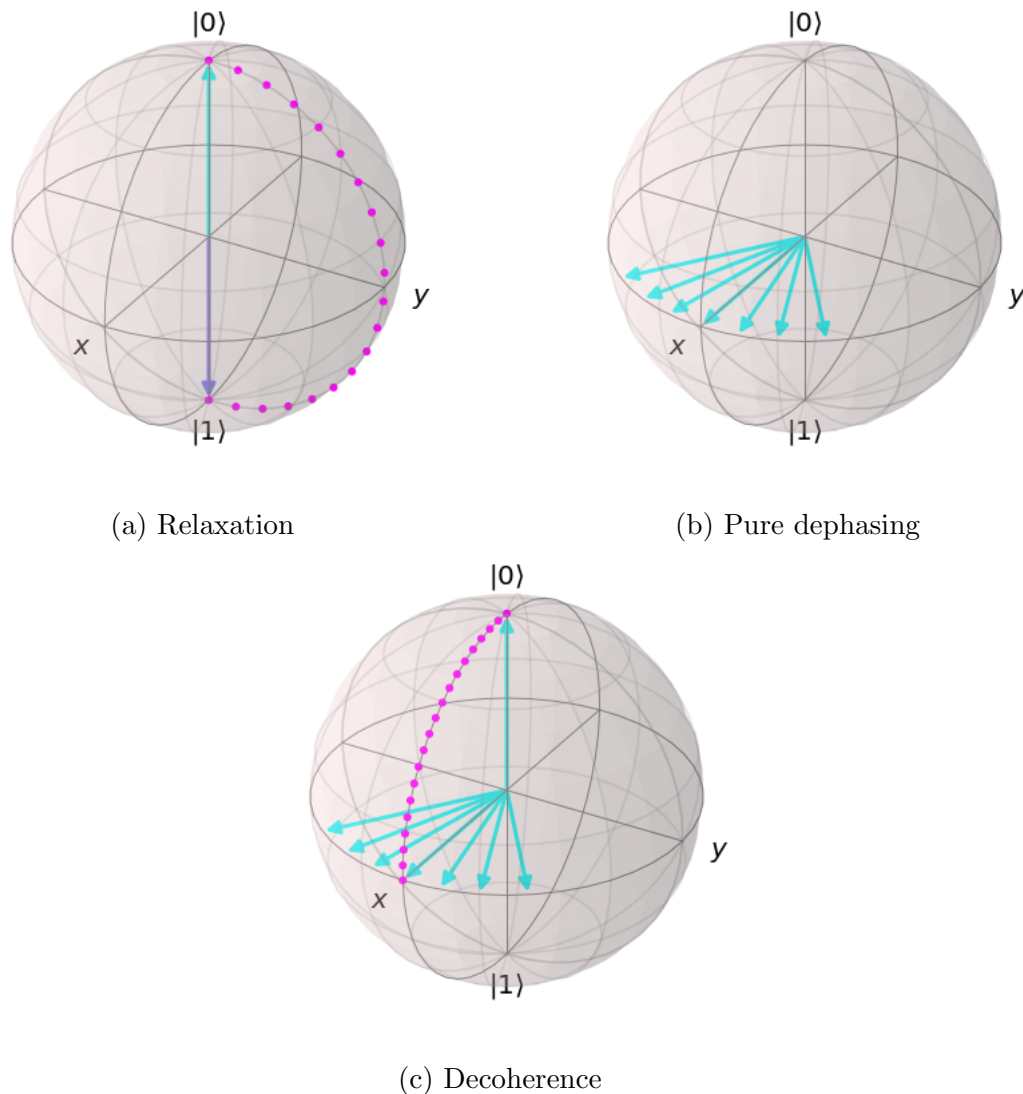 |0⟩
y
x
|1⟩
(a) Relaxation
|0⟩
y
x
|1⟩
(b) Pure dephasing
|0⟩
y
x
|1⟩
(c) Decoherence